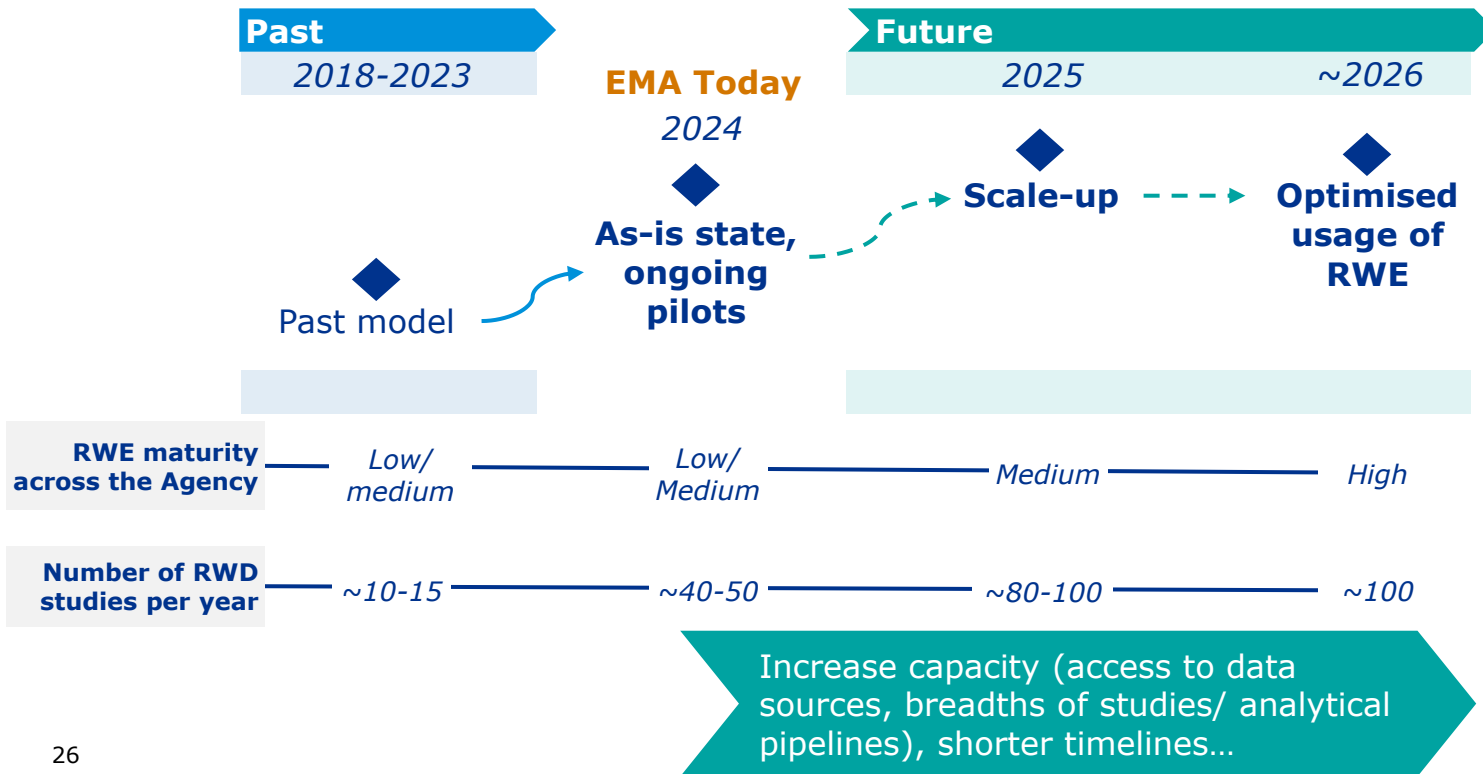 Past
Future
2018-2023
EMA Today
2024
2025
~2026
Past model
As-is state,
ongoing
pilots
Scale-up
Optimised
usage of
RWE
RWE maturity
across the Agency
Low/
medium
Low/
Medium
Medium
High
Number of RWD
studies per year
~10-15
~40-50
~80-100
~100
Increase capacity (access to data
sources, breadths of studies/ analytical
pipelines), shorter timelines…
26